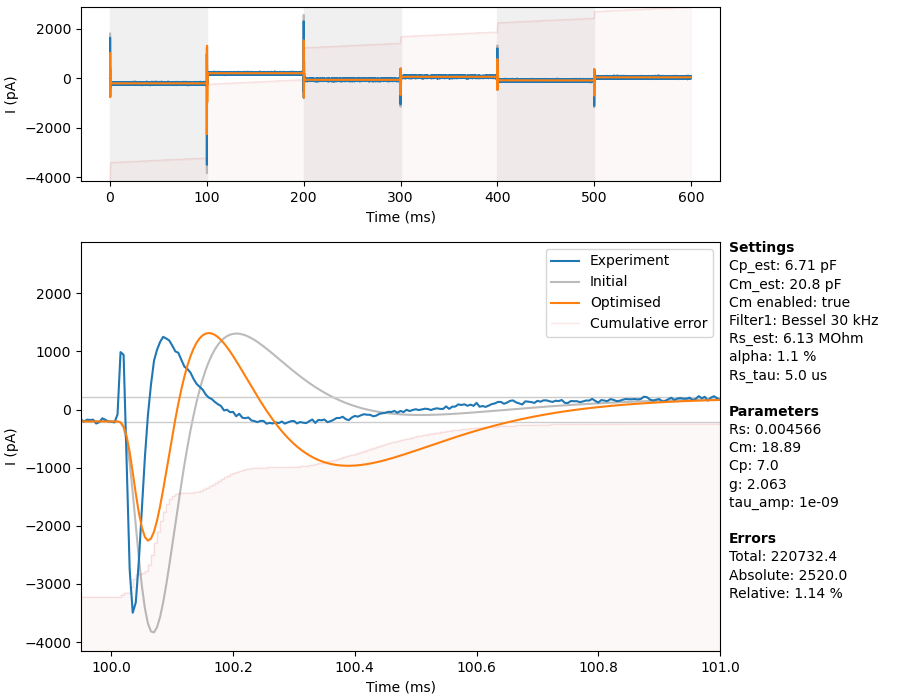 2000
0
−2000
−4000
I (pA)
0 100 200 300 400 500 600
Time (ms)
2000
1000
0
−1000
−2000
−3000
−4000
I (pA)
Experiment
Initial
Optimised
Cumulative error
100.0 100.2 100.4 100.6 100.8 101.0
Time (ms)
Settings
Cp_est: 6.71 pF
Cm_est: 20.8 pF
Cm enabled: true
Filter1: Bessel 30 kHz
Rs_est: 6.13 MOhm
alpha: 1.1 %
Rs_tau: 5.0 us
Parameters
Rs: 0.004566
Cm: 18.89
Cp: 7.0
g: 2.063
tau_amp: 1e-09
Errors
Total: 220732.4
Absolute: 2520.0
Relative: 1.14 %